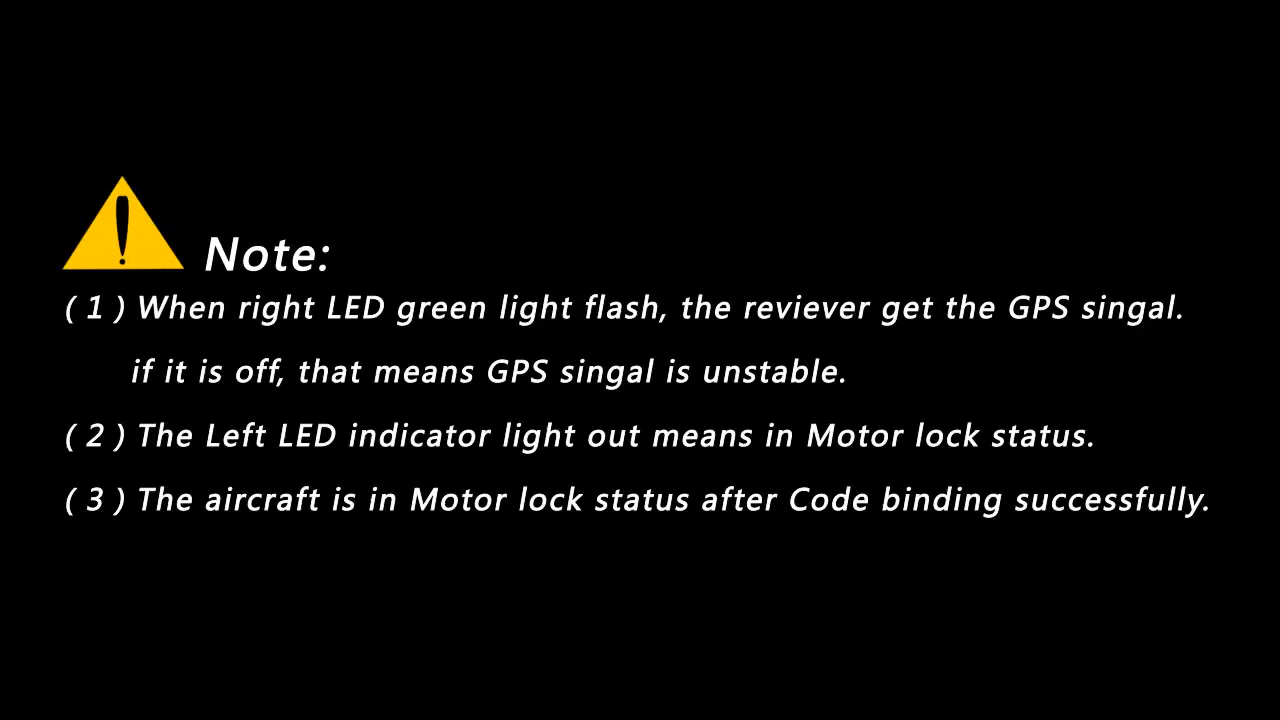 Note:
( 1 ) When right LED green light flash, the reviever get the GPS singal.
if it is off, that means GPS singal is unstable.
( 2 ) The Left LED indicator light out means in Motor lock status.
( 3 ) The aircraft is in Motor lock status after Code binding successfully.